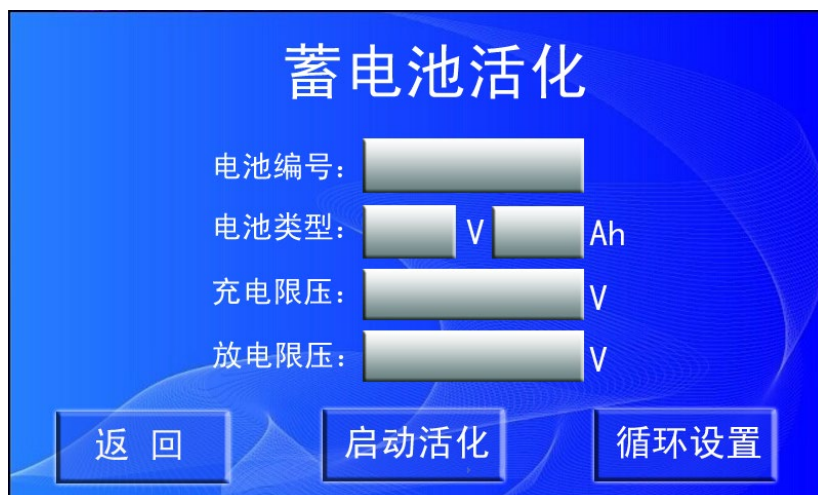 蓄电池活化
电池编号：
电池类型： V Ah
充电限压： V
放电限压： V
返 回 启动活化 循环设置